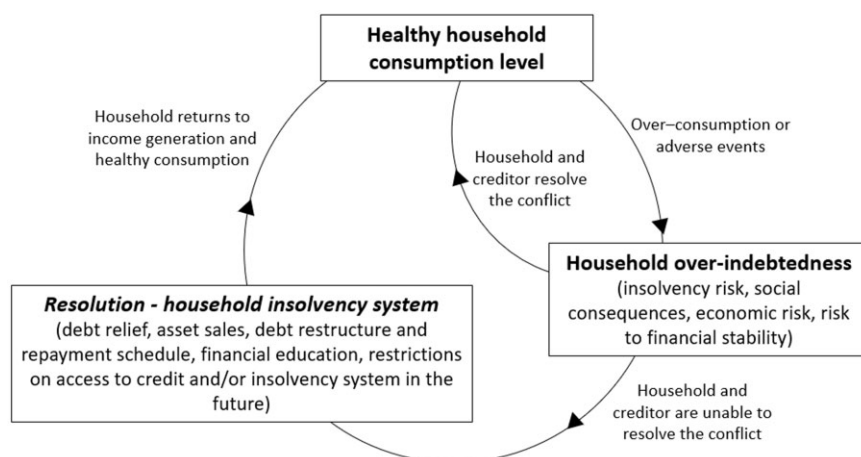 Healthy household
consumption level
Household returns to
income generation and
healthy consumption
Household and
creditor resolve
the conflict
Over–consumption or
adverse events
Household over-indebtedness
(insolvency risk, social
consequences, economic risk, risk
to financial stability)
Resolution - household insolvency system
(debt relief, asset sales, debt restructure and
repayment schedule, financial education, restrictions
on access to credit and/or insolvency system in the
future)
Household and
creditor are unable to
resolve the conflict